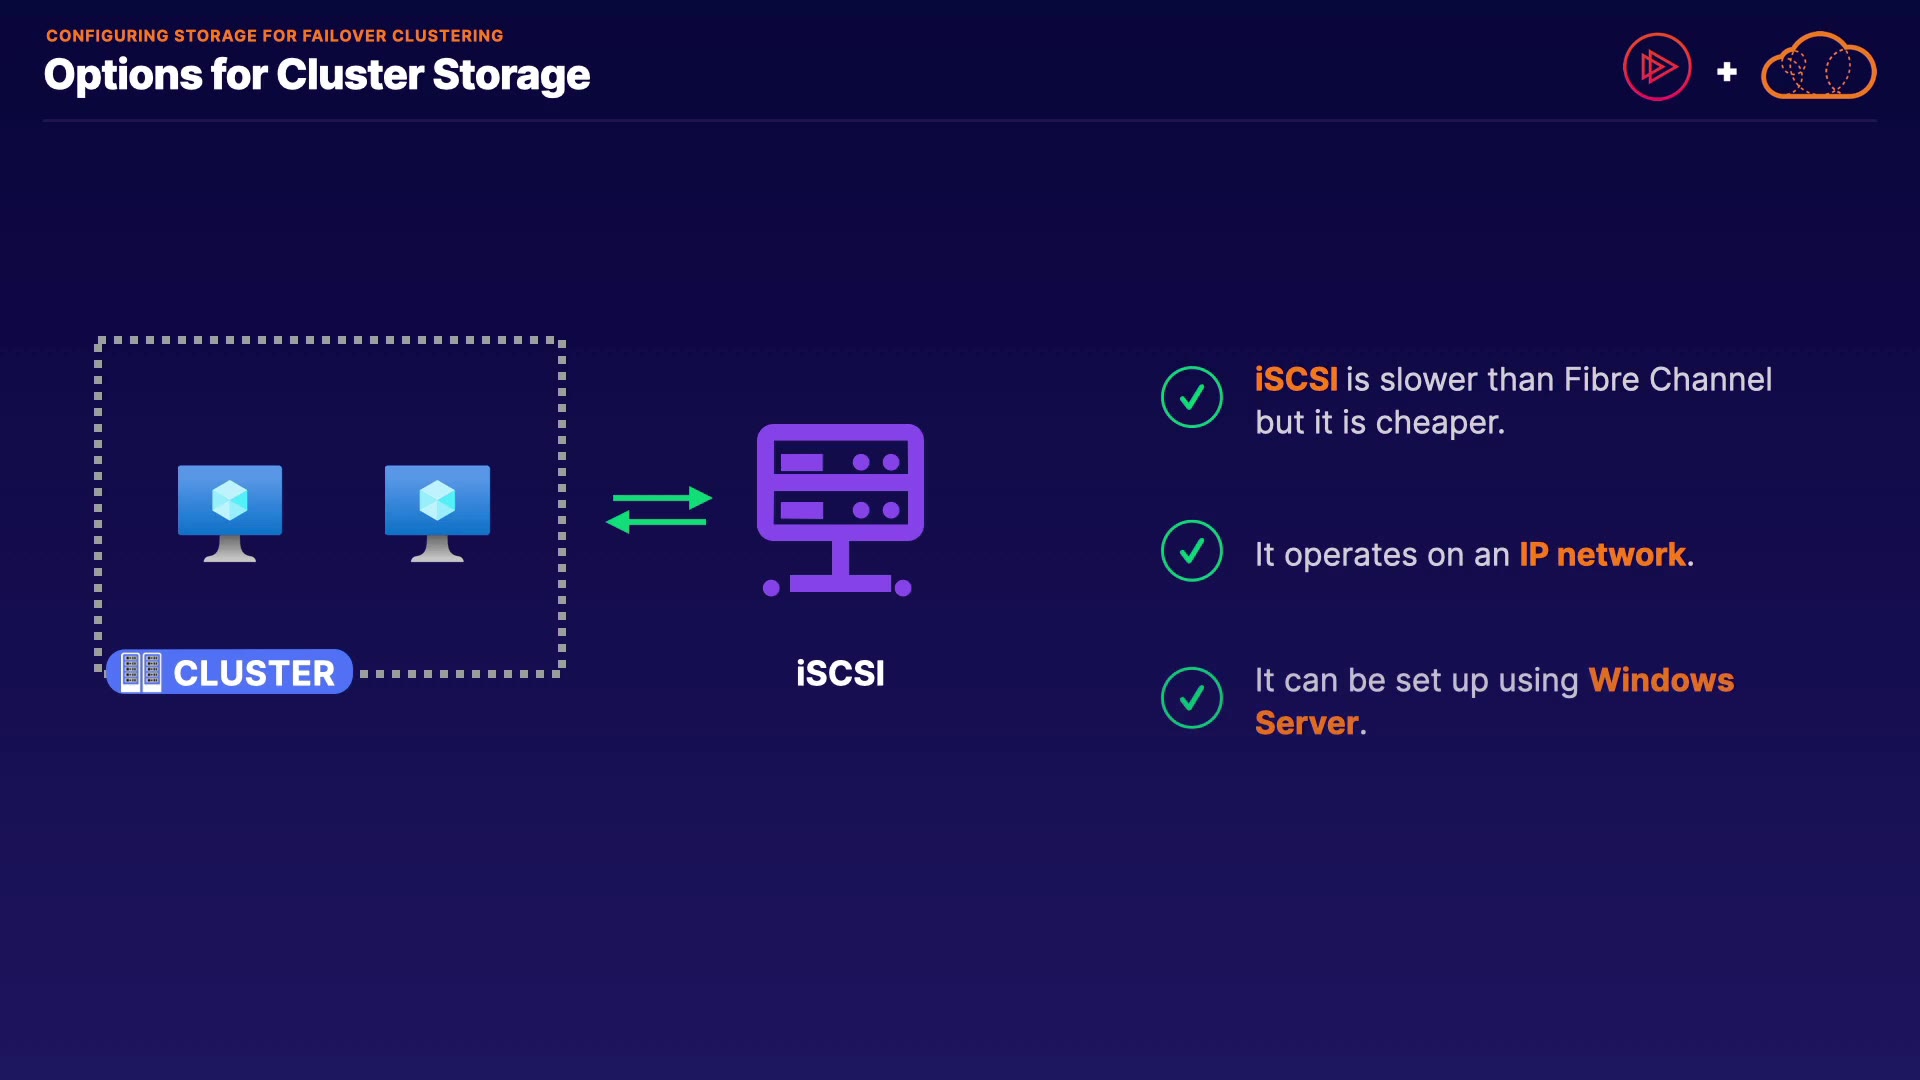 CONFIGURING STORAGE FOR FAILOVER CLUSTERING
Options for Cluster Storage
CLUSTER
iSCSI
iSCSI is slower than Fibre Channel
but it is cheaper.
It operates on an IP network.
It can be set up using Windows
Server.